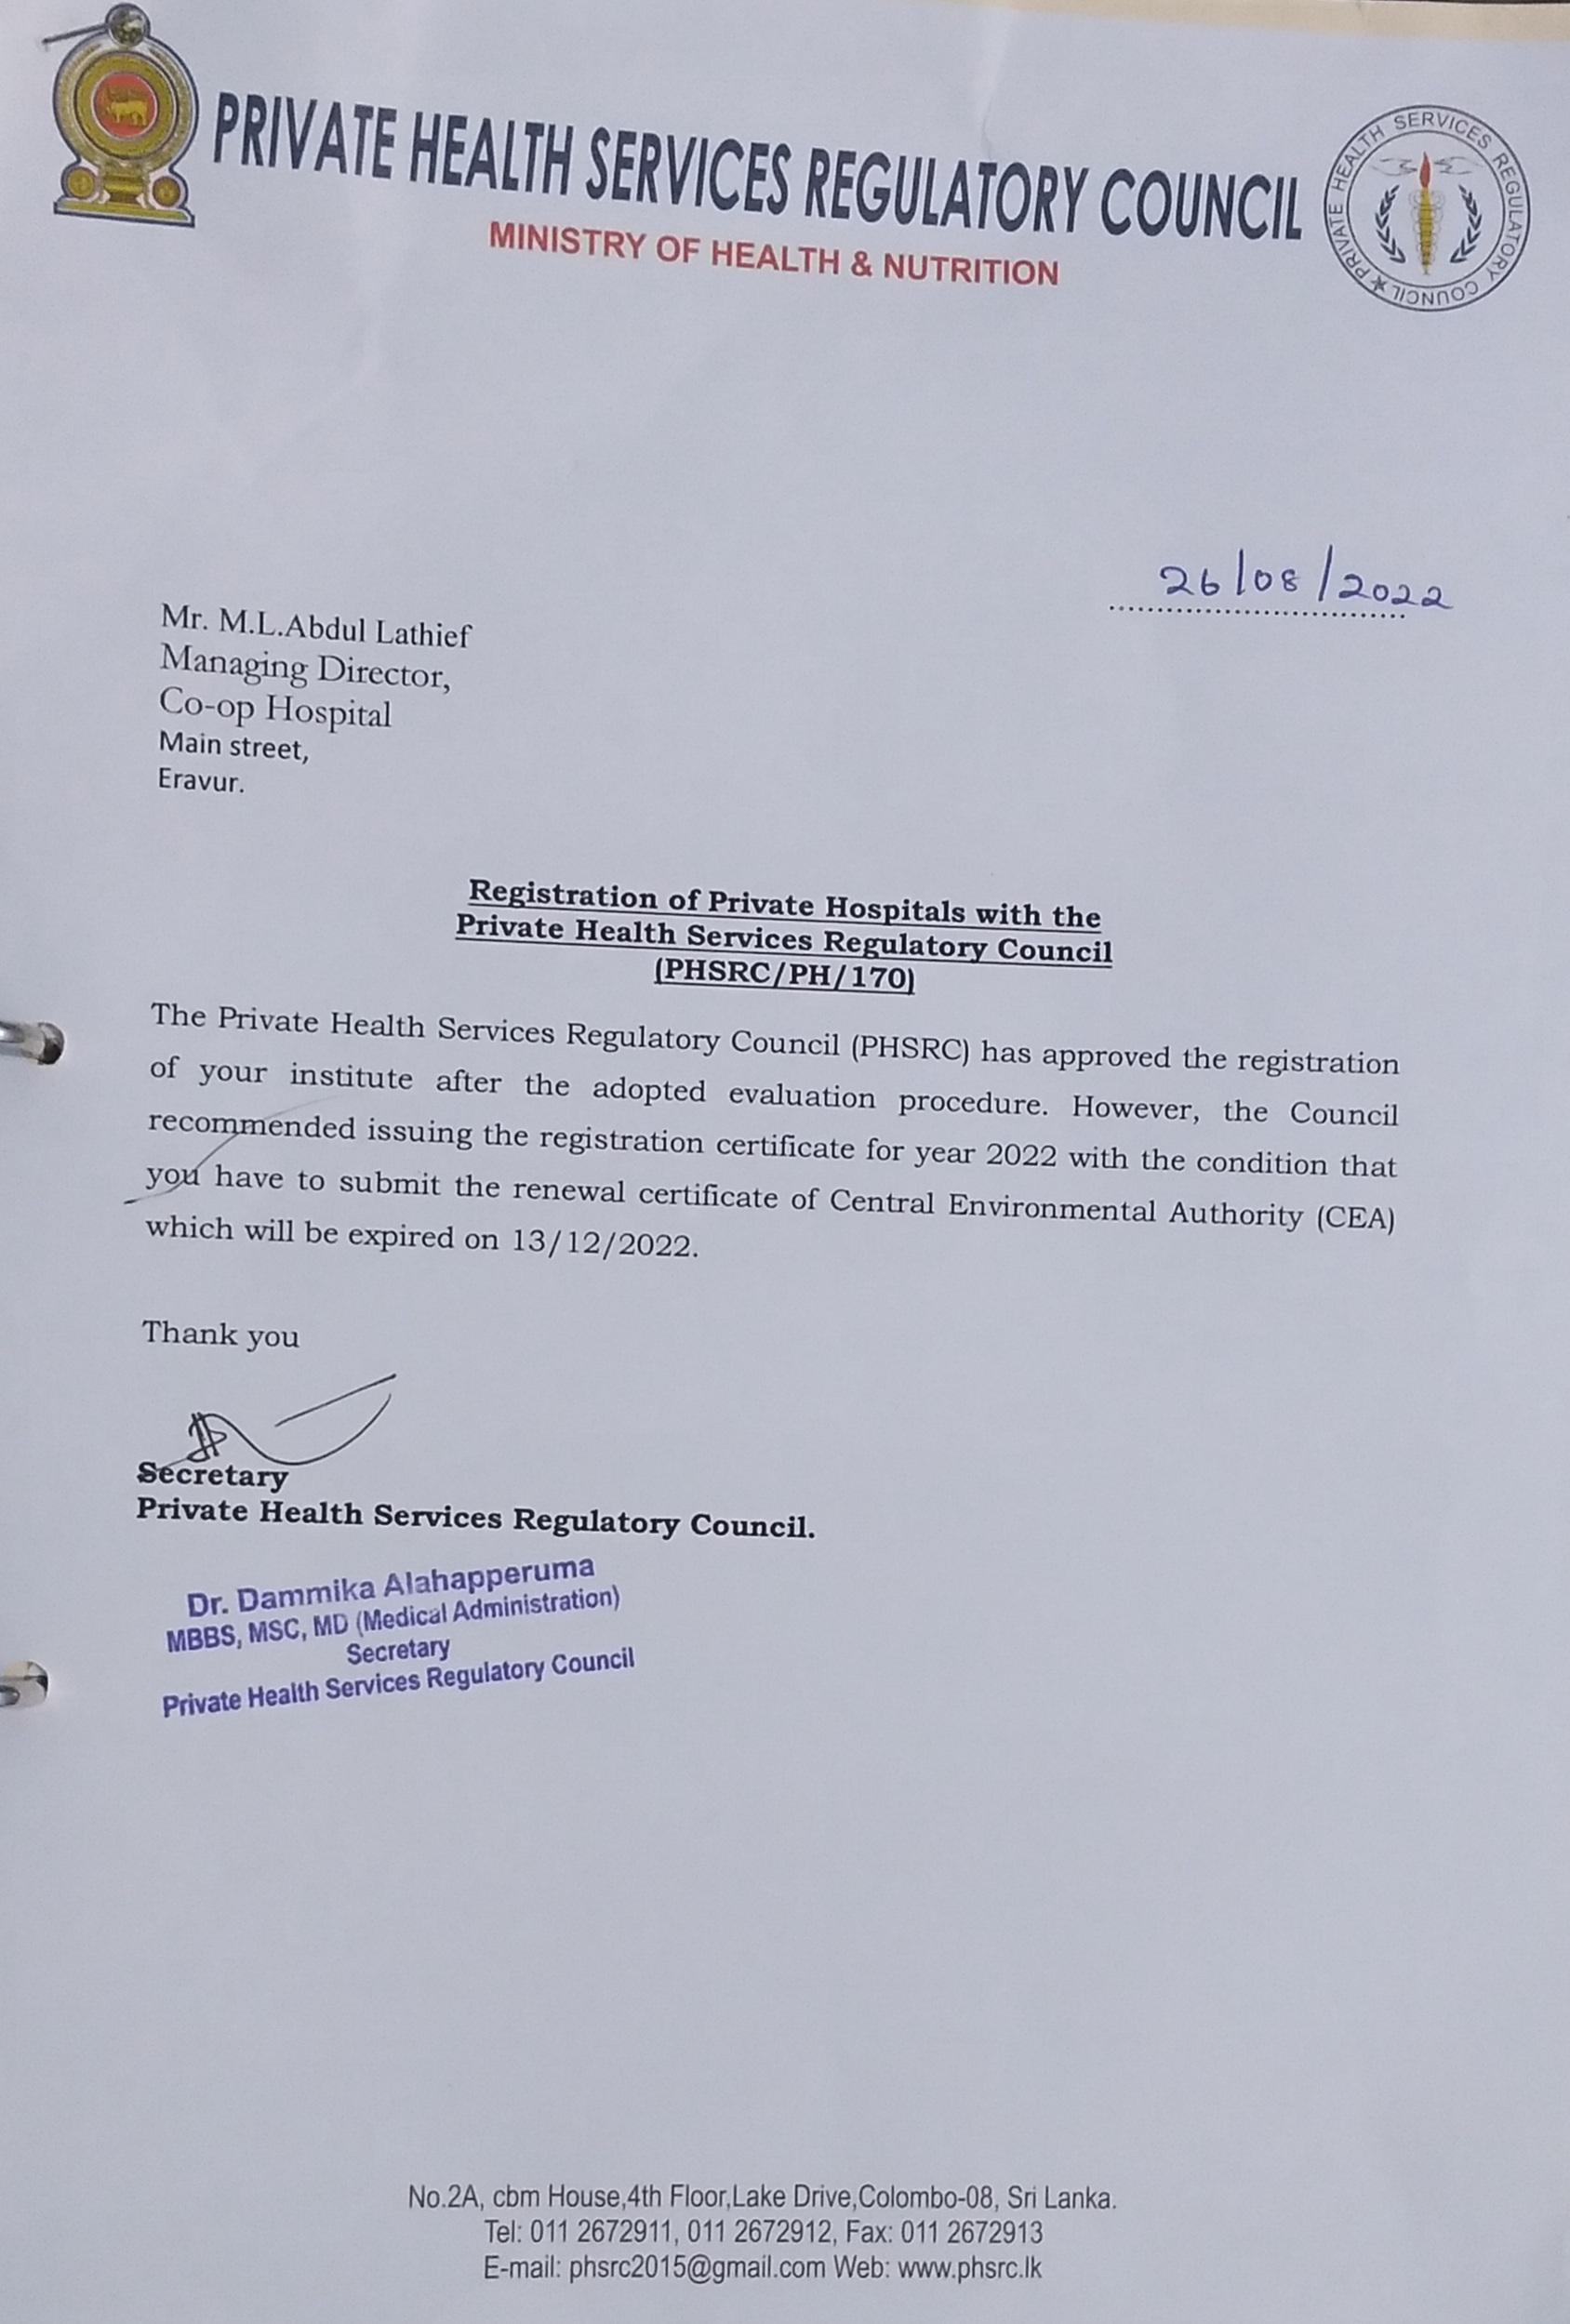 PRIVATE HEALTH SERVICES REGULATORY COUNCIL
MINISTRY OF HEALTH & NUTRITION
PRIVATE HEALTH SERVICES REGULATORY COUNCIL
26/08/2022
Mr. M.L.Abdul Lathief
Managing Director,
Co-op Hospital
Main street,
Eravur.
Registration of Private Hospitals with the
Private Health Services Regulatory Council
(PHSRC/PH/170)
The Private Health Services Regulatory Council (PHSRC) has approved the registration
of your institute after the adopted evaluation procedure. However, the Council
recommended issuing the registration certificate for year 2022 with the condition that
you have to submit the renewal certificate of Central Environmental Authority (CEA)
which will be expired on 13/12/2022.
Thank you
Secretary
Private Health Services Regulatory Council.
Dr. Dammika Alahapperuma
MBBS, MSC, MD (Medical Administration)
Secretary
Private Health Services Regulatory Council
No.2A, cbm House,4th Floor,Lake Drive,Colombo-08, Sri Lanka.
Tel: 011 2672911, 011 2672912, Fax: 011 2672913
E-mail: phsrc2015@gmail.com Web: www.phsrc.lk